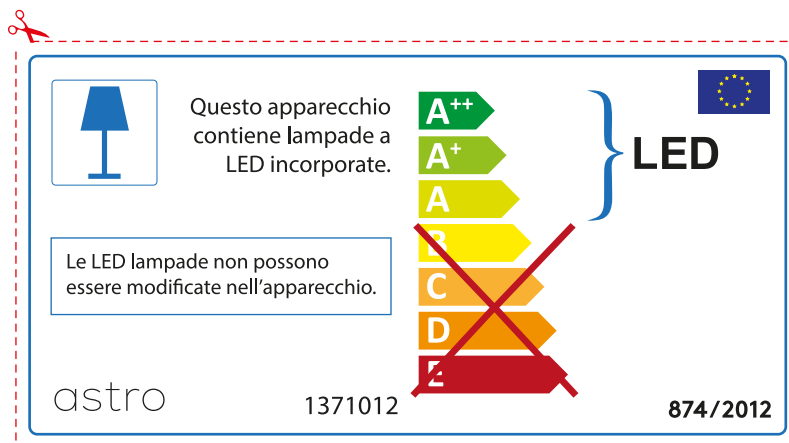 Questo apparecchio
contiene lampade a
LED incorporate.
A++
A+
A
B
C
D
E
LED
Le LED lampade non possono
essere modificate nell'apparecchio.
astro
1371012
874/2012